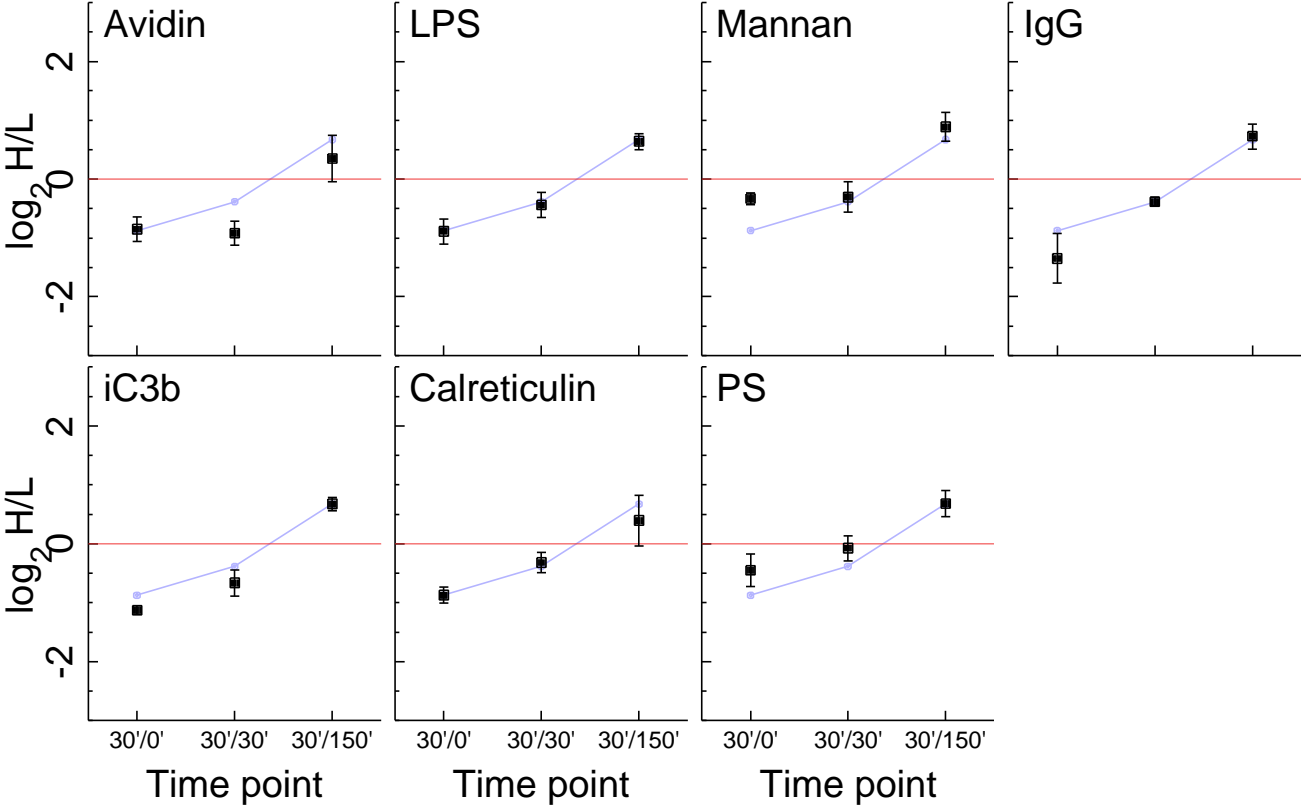 Avidin LPS Mannan IgG
2
0
-2
log2 H/L
iC3b Calreticulin PS
2
0
-2
log2 H/L
30'/0' 30'/30' 30'/150' 30'/0' 30'/30' 30'/150' 30'/0' 30'/30' 30'/150'
Time point Time point Time point